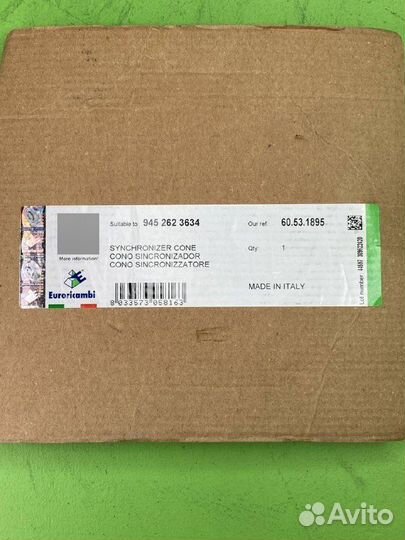 Suitable to: 945 262 3634
Our ref.: 60.53.1895
More information!
SYNCHRONIZER CONE
CONO SINCRONIZADOR
CONO SINCRONIZZATORE
Qty: 1
Euroricambi
8 033573 058163
MADE IN ITALY
Lot number
Avito